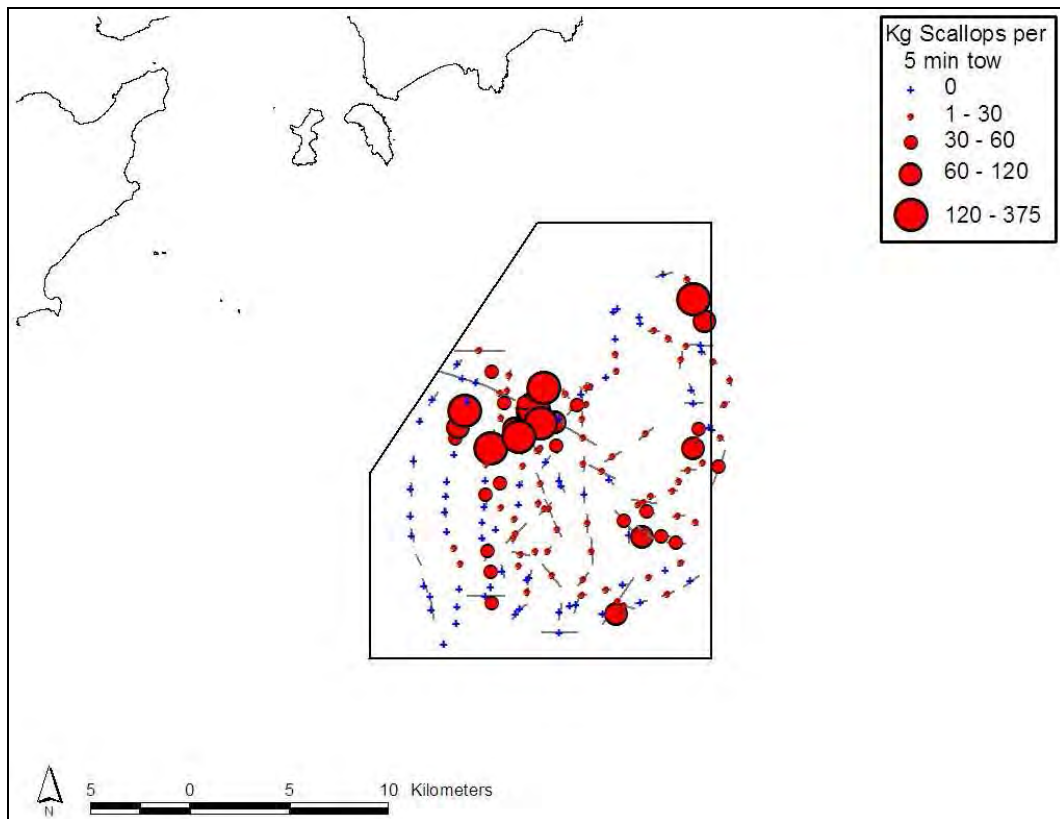 Kg Scallops per
5 min tow
0
1 - 30
30 - 60
60 - 120
120 - 375
5 0 5 10 Kilometers
N